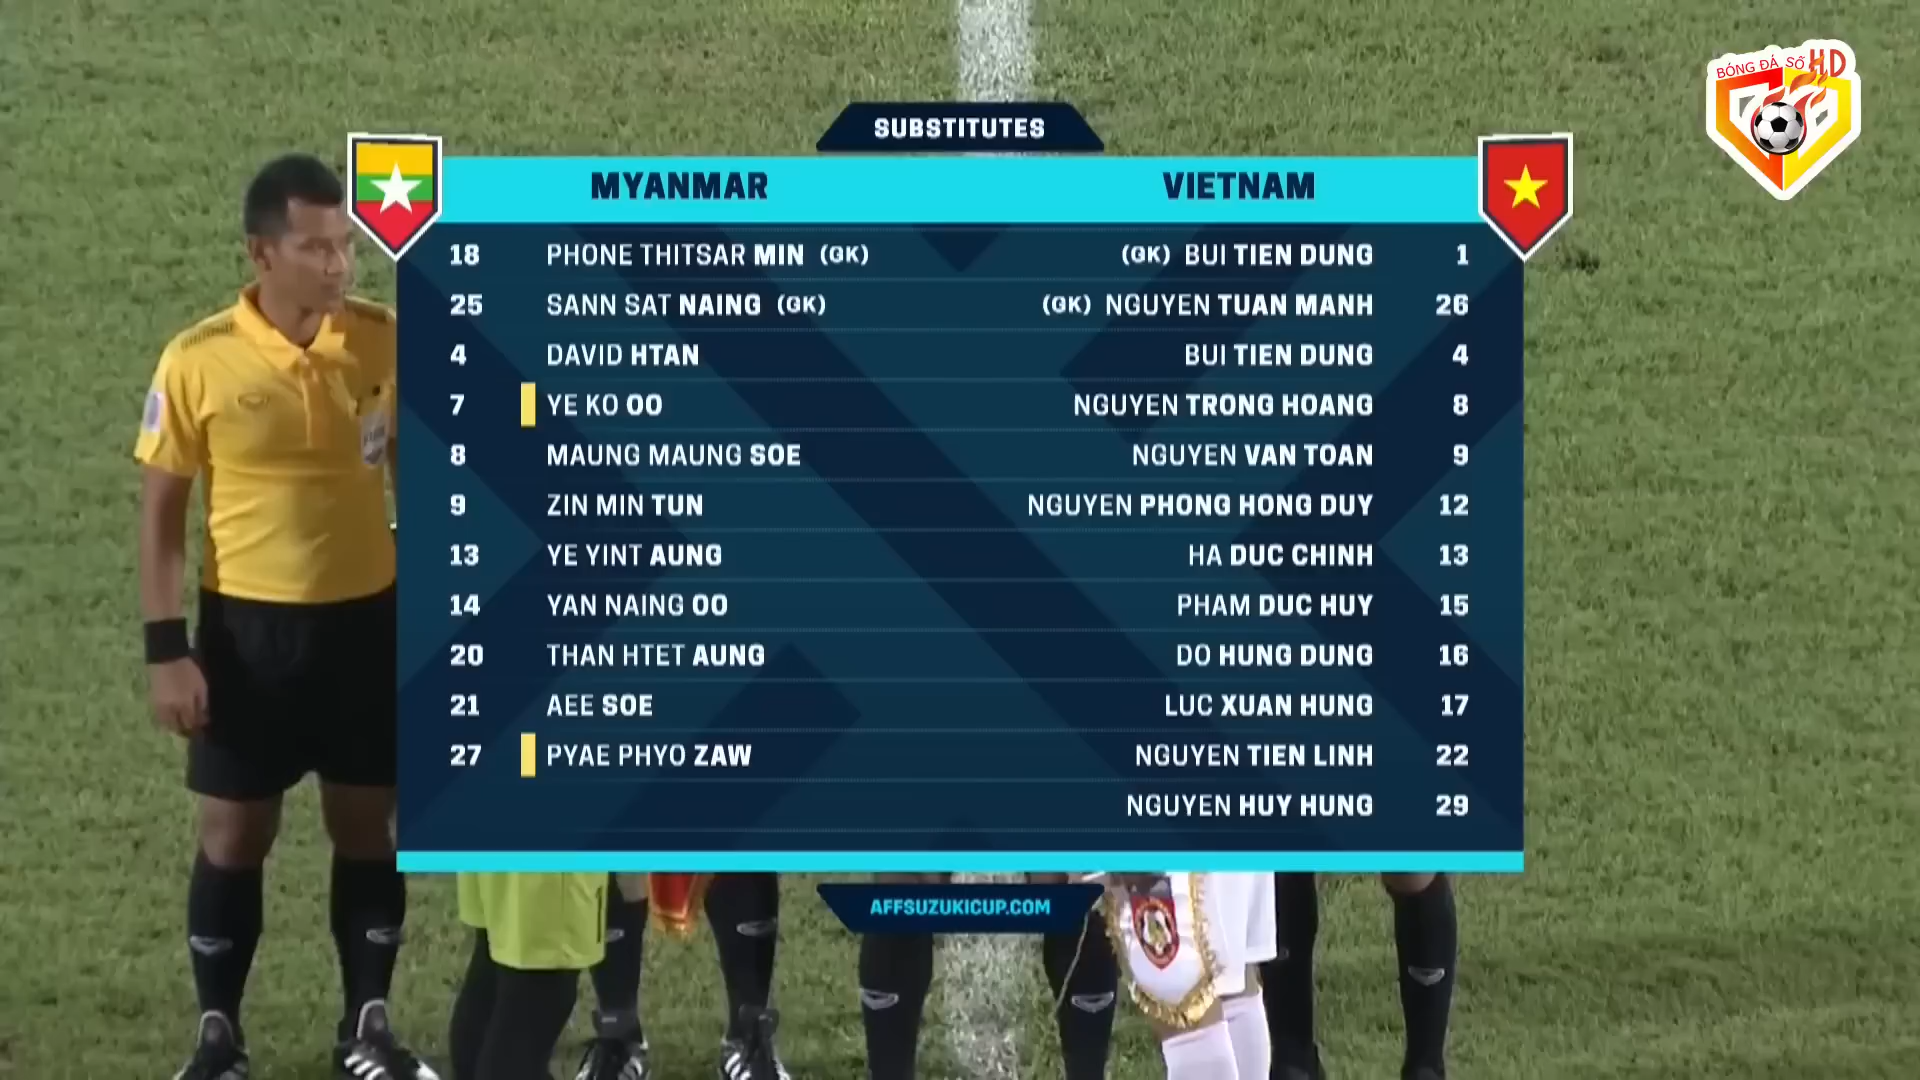 BÓNG ĐÁ SỐ HD
SUBSTITUTES
MYANMAR VIETNAM
18 PHONE THITSAR MIN (GK) (GK) BUI TIEN DUNG 1
25 SANN SAT NAING (GK) (GK) NGUYEN TUAN MANH 26
4 DAVID HTAN BUI TIEN DUNG 4
7 YE KO OO NGUYEN TRONG HOANG 8
8 MAUNG MAUNG SOE NGUYEN VAN TOAN 9
9 ZIN MIN TUN NGUYEN PHONG HONG DUY 12
13 YE YINT AUNG HA DUC CHINH 13
14 YAN NAING OO PHAM DUC HUY 15
20 THAN HTET AUNG DO HUNG DUNG 16
21 AEE SOE LUC XUAN HUNG 17
27 PYAE PHYO ZAW NGUYEN TIEN LINH 22
NGUYEN HUY HUNG 29
AFFSUZUKICUP.COM